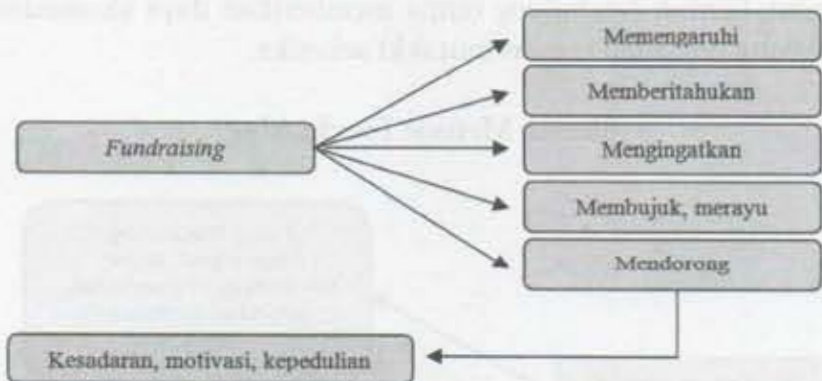 Memengaruhi
Memberitahukan
Fundraising
Mengingatkan
Membujuk, merayu
Mendorong
Kesadaran, motivasi, kepedulian